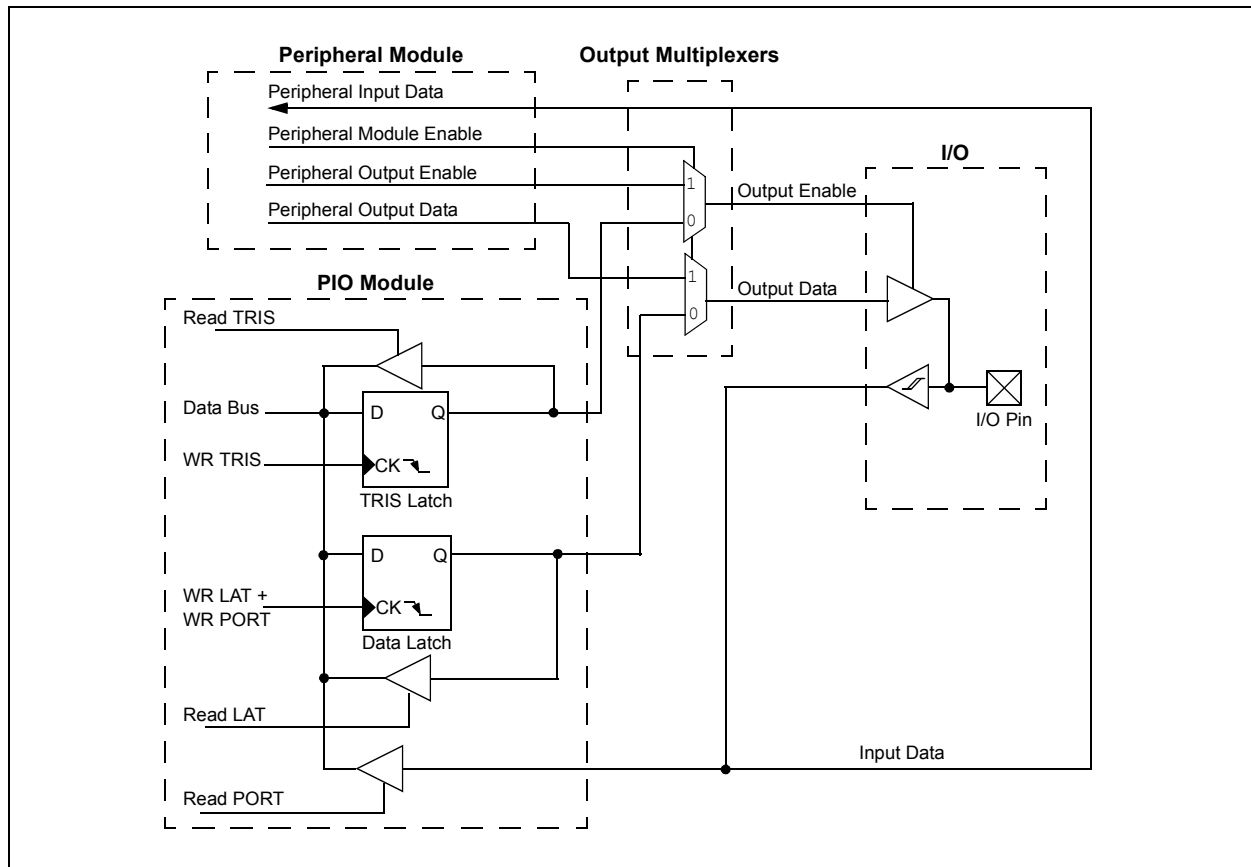 Peripheral Module
Output Multiplexers
Peripheral Input Data
Peripheral Module Enable
Peripheral Output Enable
Peripheral Output Data
1
0
1
0
Output Enable
Output Data
I/O
I/O Pin
PIO Module
Read TRIS
Data Bus
D
Q
WR TRIS
CK
TRIS Latch
D
Q
WR LAT +
WR PORT
CK
Data Latch
Read LAT
Input Data
Read PORT